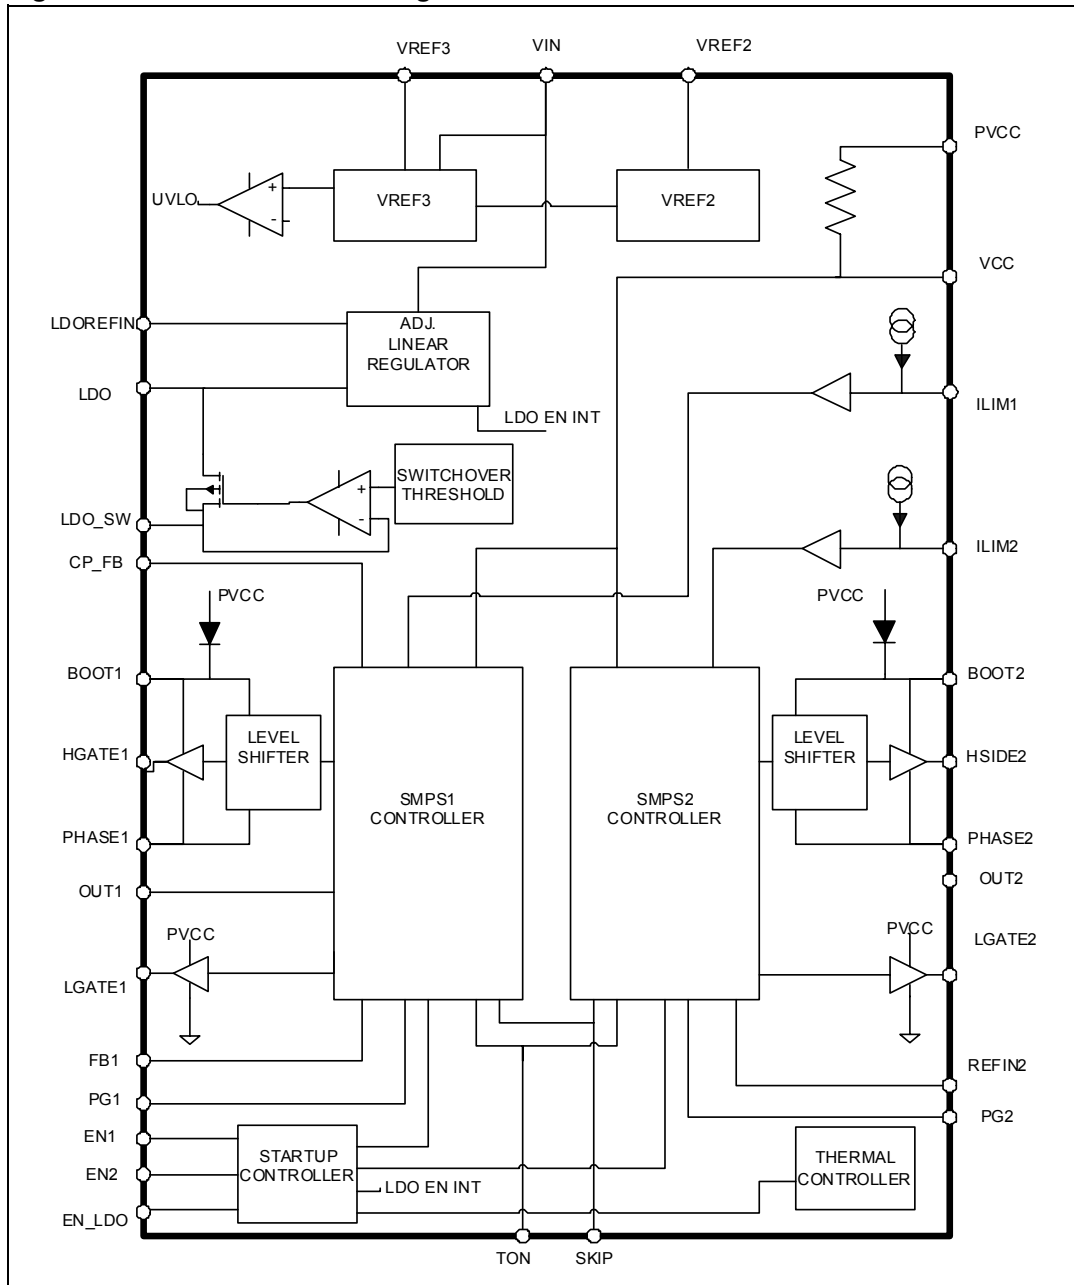 VREF3
VIN
VREF2
PVCC
UVLO
+
-
VREF3
VREF2
VCC
LDOREFIN
ADJ.
LINEAR
REGULATOR
LDO
ILIM1
LDO EN INT
SWITCHOVER
THRESHOLD
+
-
LDO_SW
ILIM2
CP_FB
PVCC
PVCC
BOOT1
BOOT2
LEVEL
SHIFTER
LEVEL
SHIFTER
HGATE1
HSIDE2
SMPS1
CONTROLLER
SMPS2
CONTROLLER
PHASE1
PHASE2
OUT1
OUT2
PVCC
PVCC
LGATE2
LGATE1
FB1
REFIN2
PG1
PG2
EN1
STARTUP
CONTROLLER
THERMAL
CONTROLLER
EN2
LDO EN INT
EN_LDO
TON
SKIP